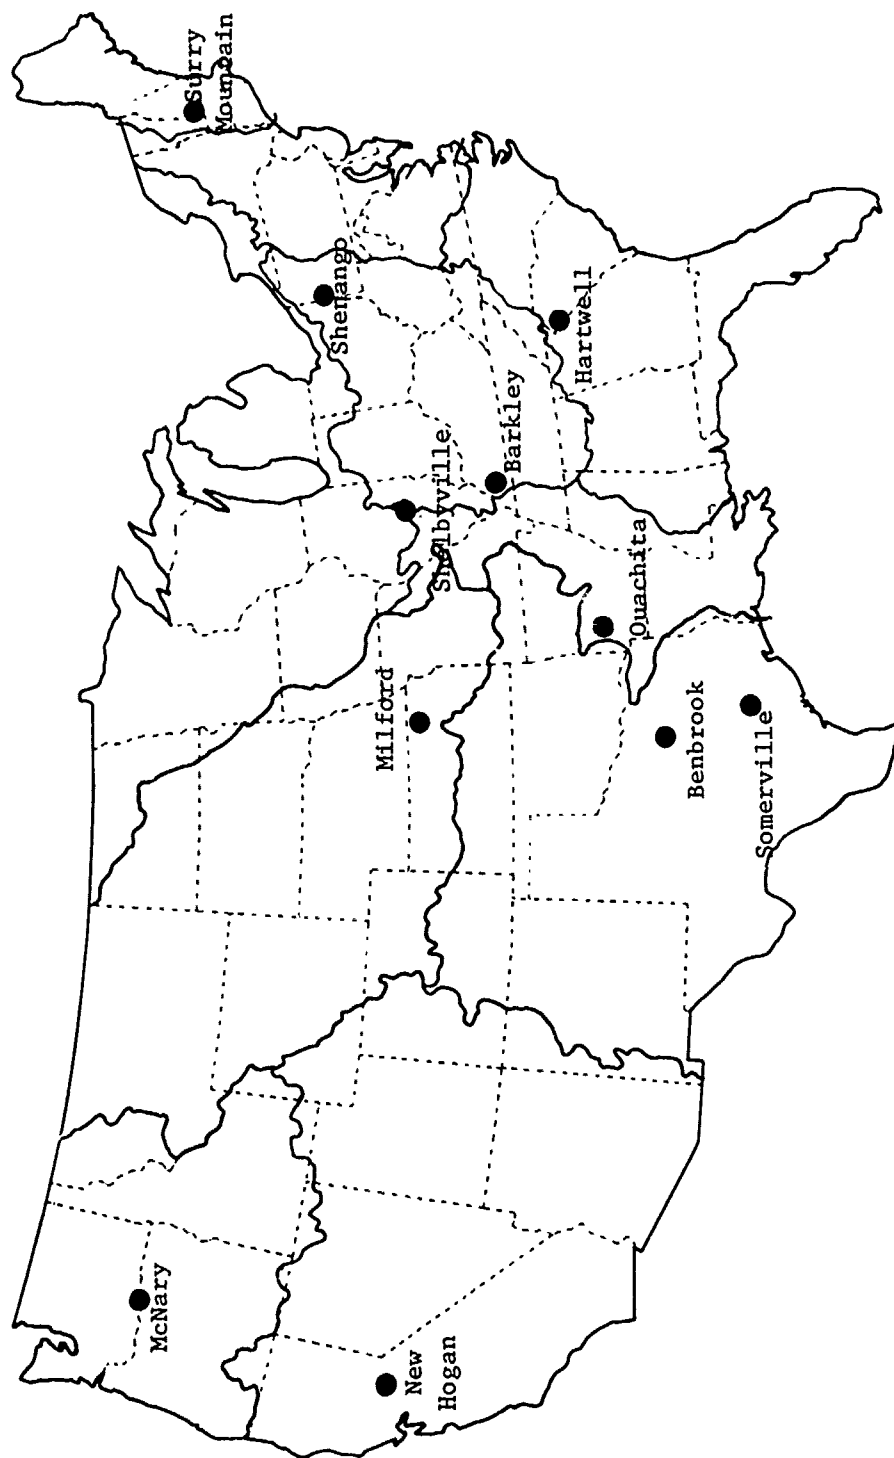 McNary
New
Hogan
Milford
Benbrook
Somerville
Ouachita
Shelbyville
Barkley
Hartwell
Shenango
Surry
Mountain